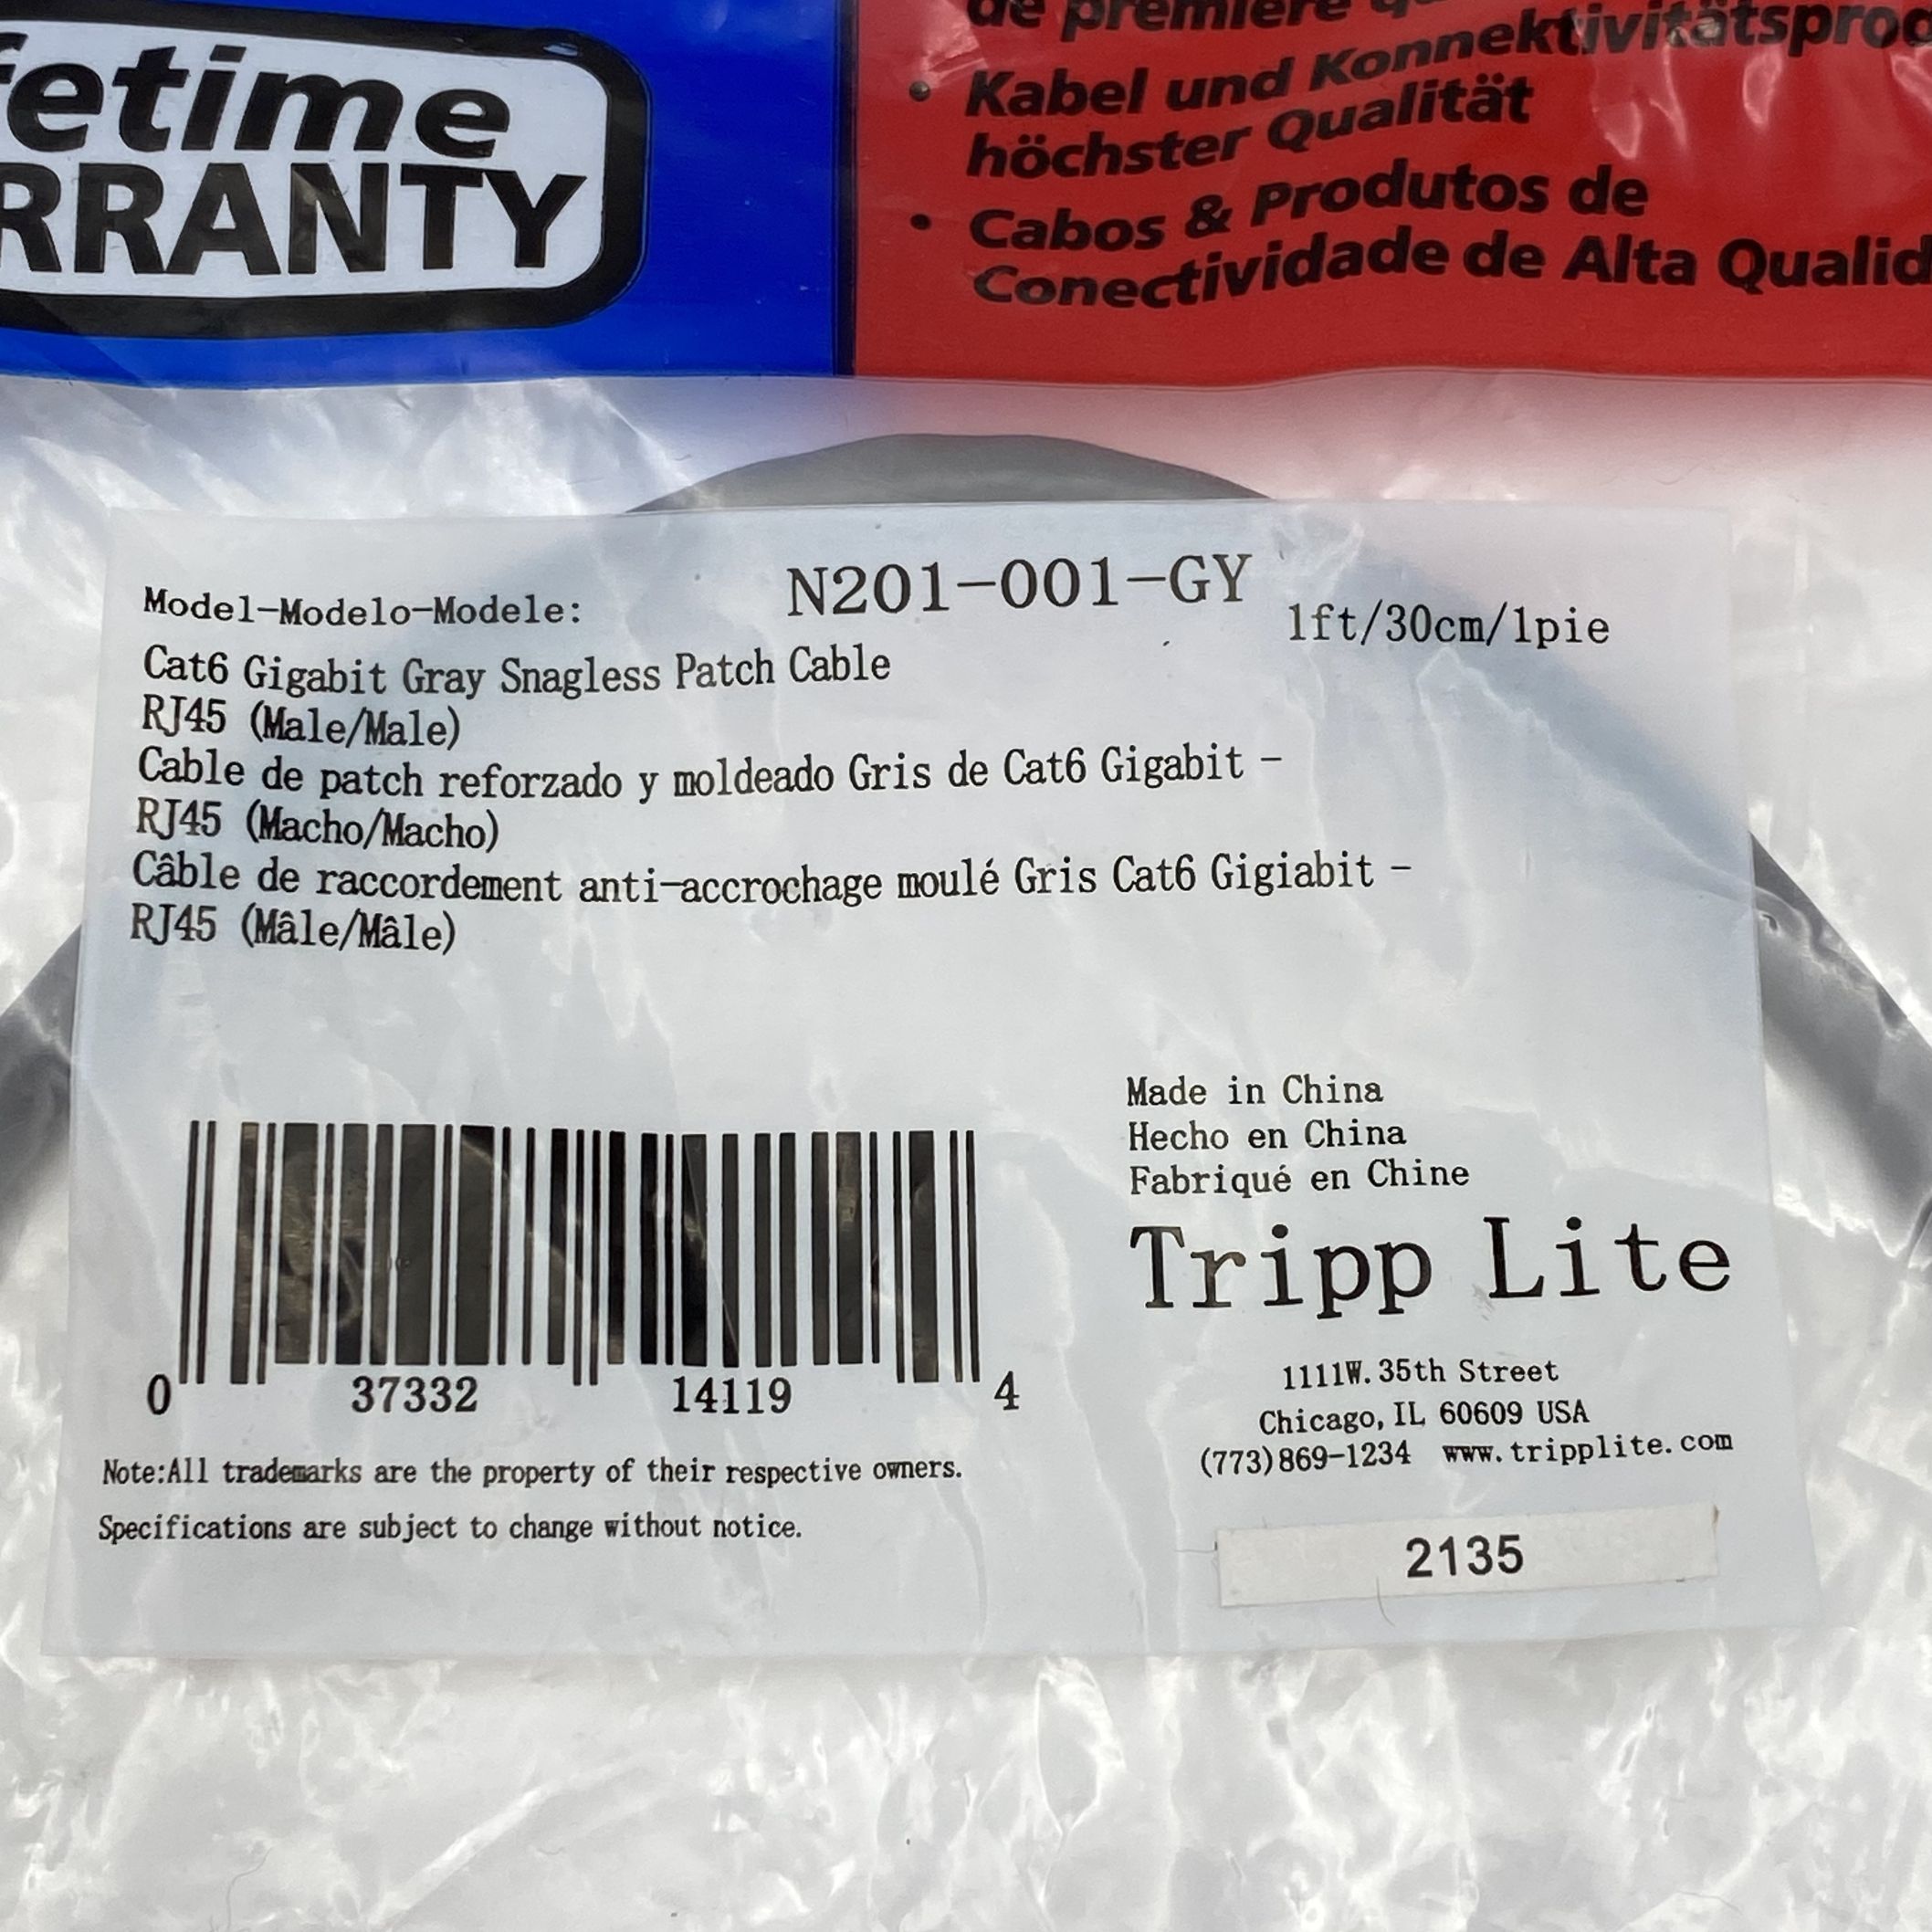 etime
RRANTY
de première
Kabel und Konnektivitätsprod
höchster Qualität
Cabos & Produtos de
Conectividade de Alta Qualid
Model-Modelo-Modele: N201-001-GY 1ft/30cm/1pie
Cat6 Gigabit Gray Snagless Patch Cable
RJ45 (Male/Male)
Cable de patch reforzado y moldeado Gris de Cat6 Gigabit -
RJ45 (Macho/Macho)
Câble de raccordement anti-accrochage moulé Gris Cat6 Gigiabit -
RJ45 (Mâle/Mâle)
Made in China
Hecho en China
Fabriqué en Chine
Tripp Lite
1111W. 35th Street
Chicago, IL 60609 USA
(773)869-1234 www.tripplite.com
0 37332 14119 4
Note:All trademarks are the property of their respective owners.
Specifications are subject to change without notice.
2135